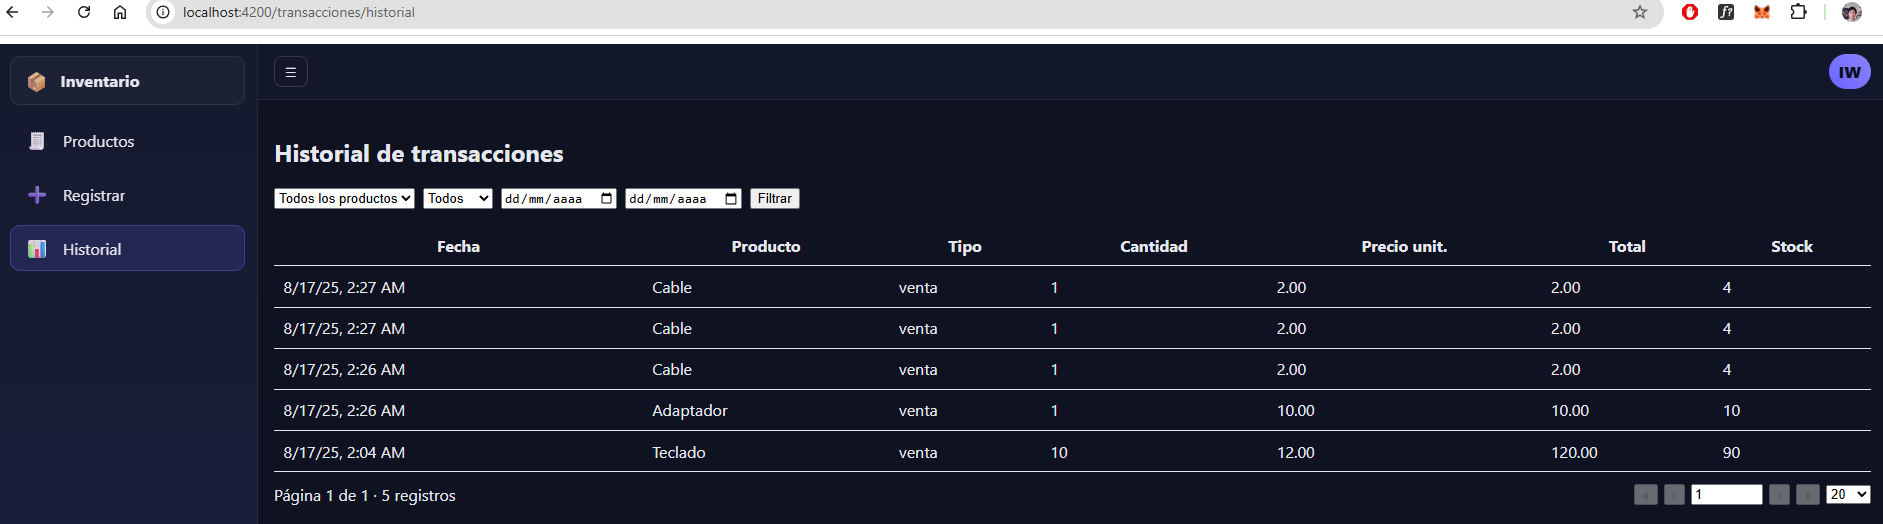 localhost:4200/transacciones/historial
Inventario
IW
Productos
Registrar
Historial
Historial de transacciones
Todos los productos Todos dd/mm/aaaa dd/mm/aaaa Filtrar
Fecha Producto Tipo Cantidad Precio unit. Total Stock
8/17/25, 2:27 AM Cable venta 1 2.00 2.00 4
8/17/25, 2:27 AM Cable venta 1 2.00 2.00 4
8/17/25, 2:26 AM Cable venta 1 2.00 2.00 4
8/17/25, 2:26 AM Adaptador venta 1 10.00 10.00 10
8/17/25, 2:04 AM Teclado venta 10 12.00 120.00 90
Página 1 de 1 · 5 registros « ‹ 1 › » 20